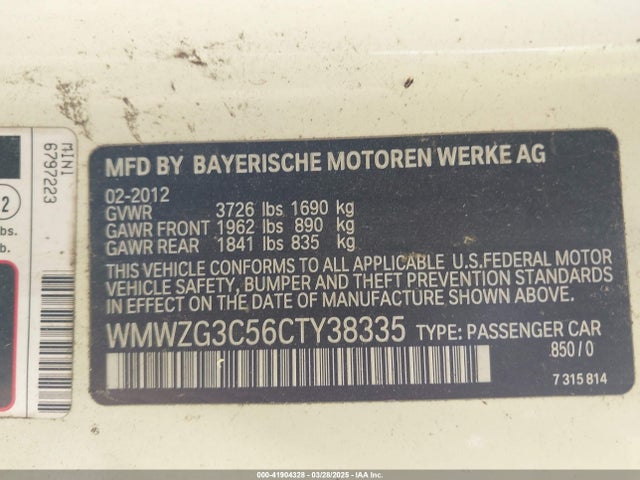 MINI
6797223
2
lbs.
lb.
MFD BY BAYERISCHE MOTOREN WERKE AG
02-2012
GVWR 3726 lbs 1690 kg
GAWR FRONT 1962 lbs 890 kg
GAWR REAR 1841 lbs 835 kg
THIS VEHICLE CONFORMS TO ALL APPLICABLE U.S.FEDERAL MOTOR
VEHICLE SAFETY, BUMPER AND THEFT PREVENTION STANDARDS
IN EFFECT ON THE DATE OF MANUFACTURE SHOWN ABOVE.
WMWZG3C56CTY38335 TYPE: PASSENGER CAR
850/0
7 315 814
000-41904328 | 03/28/2025 - IAA Inc.